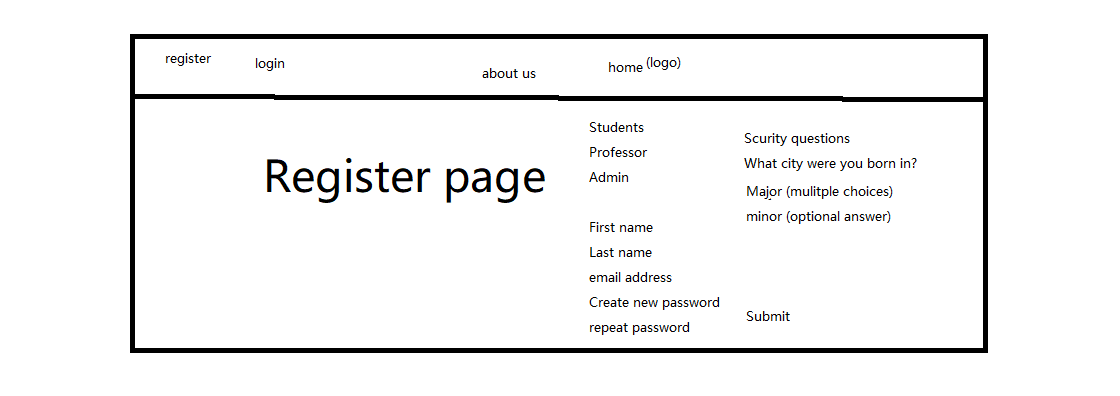 register
login
about us
home (logo)
Register page
Students
Professor
Admin
First name
Last name
email address
Create new password
repeat password
Scurity questions
What city were you born in?
Major (mulitple choices)
minor (optional answer)
Submit